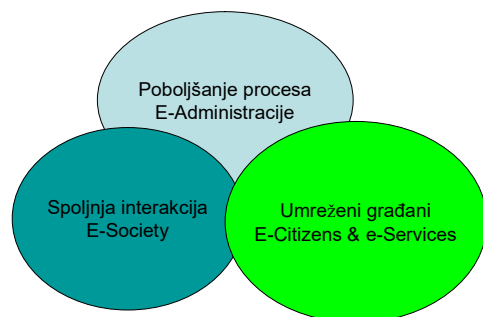 Poboljšanje procesa
E-Administracije
Spoljnja interakcija
E-Society
Umreženi građani
E-Citizens & e-Services